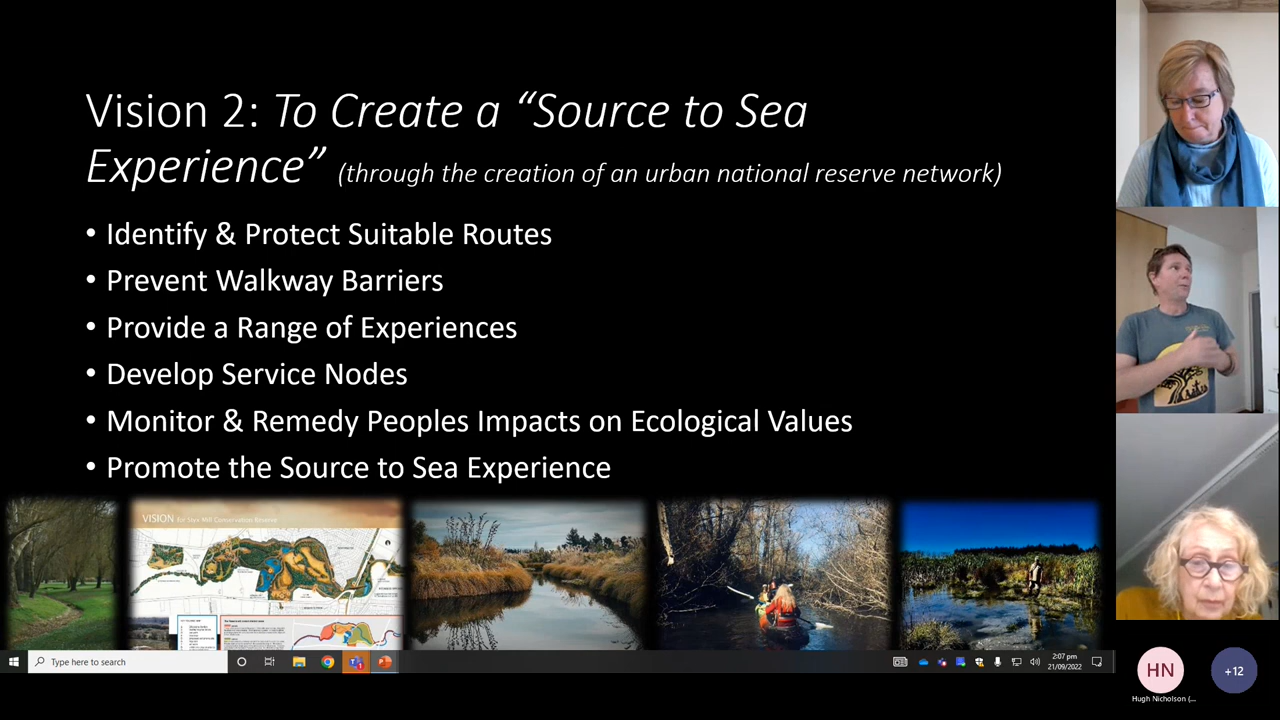 Vision 2: To Create a “Source to Sea
Experience” (through the creation of an urban national reserve network)
• Identify & Protect Suitable Routes
• Prevent Walkway Barriers
• Provide a Range of Experiences
• Develop Service Nodes
• Monitor & Remedy Peoples Impacts on Ecological Values
• Promote the Source to Sea Experience
VISION for Styx Mill Conservation Reserve
Type here to search
2:07 pm
21/09/2022
HN
+12
Hugh Nicholson (...